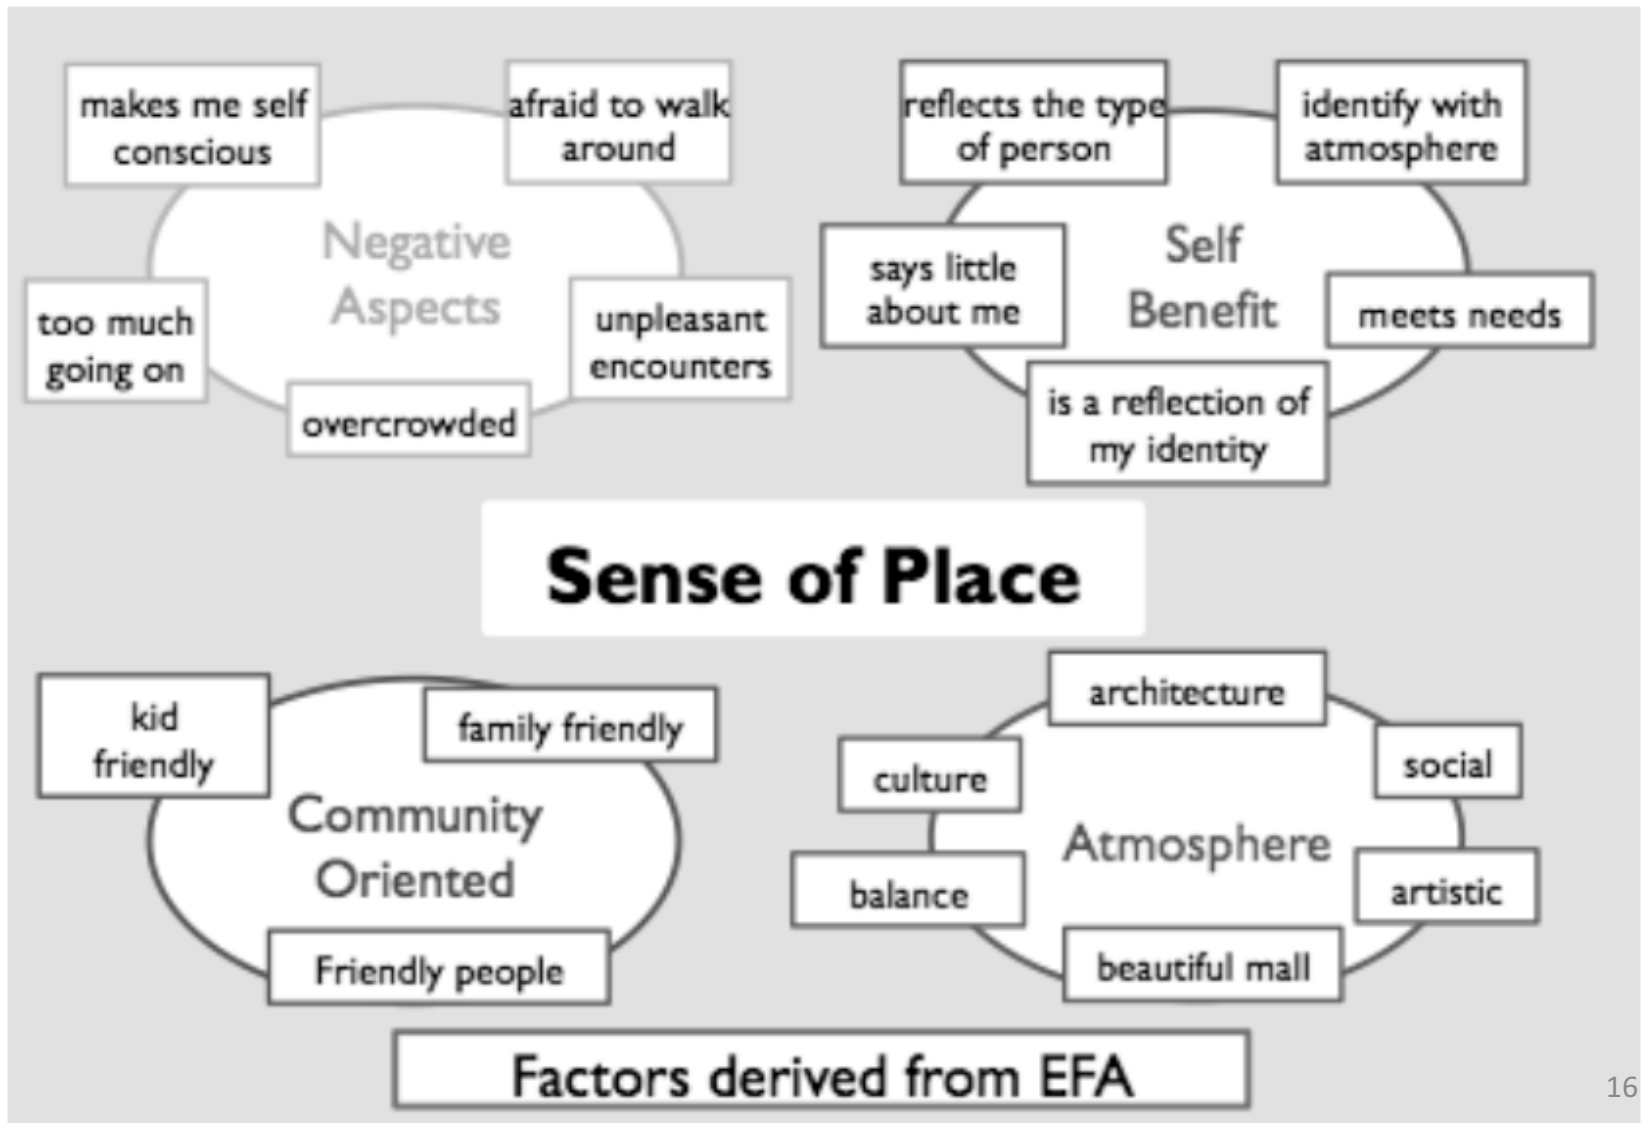 makes me self
conscious
afraid to walk
around
Negative
Aspects
too much
going on
unpleasant
encounters
overcrowded
reflects the type
of person
identify with
atmosphere
says little
about me
Self
Benefit
meets needs
is a reflection of
my identity
Sense of Place
kid
friendly
family friendly
Community
Oriented
Friendly people
architecture
social
culture
Atmosphere
balance
artistic
beautiful mall
Factors derived from EFA
16